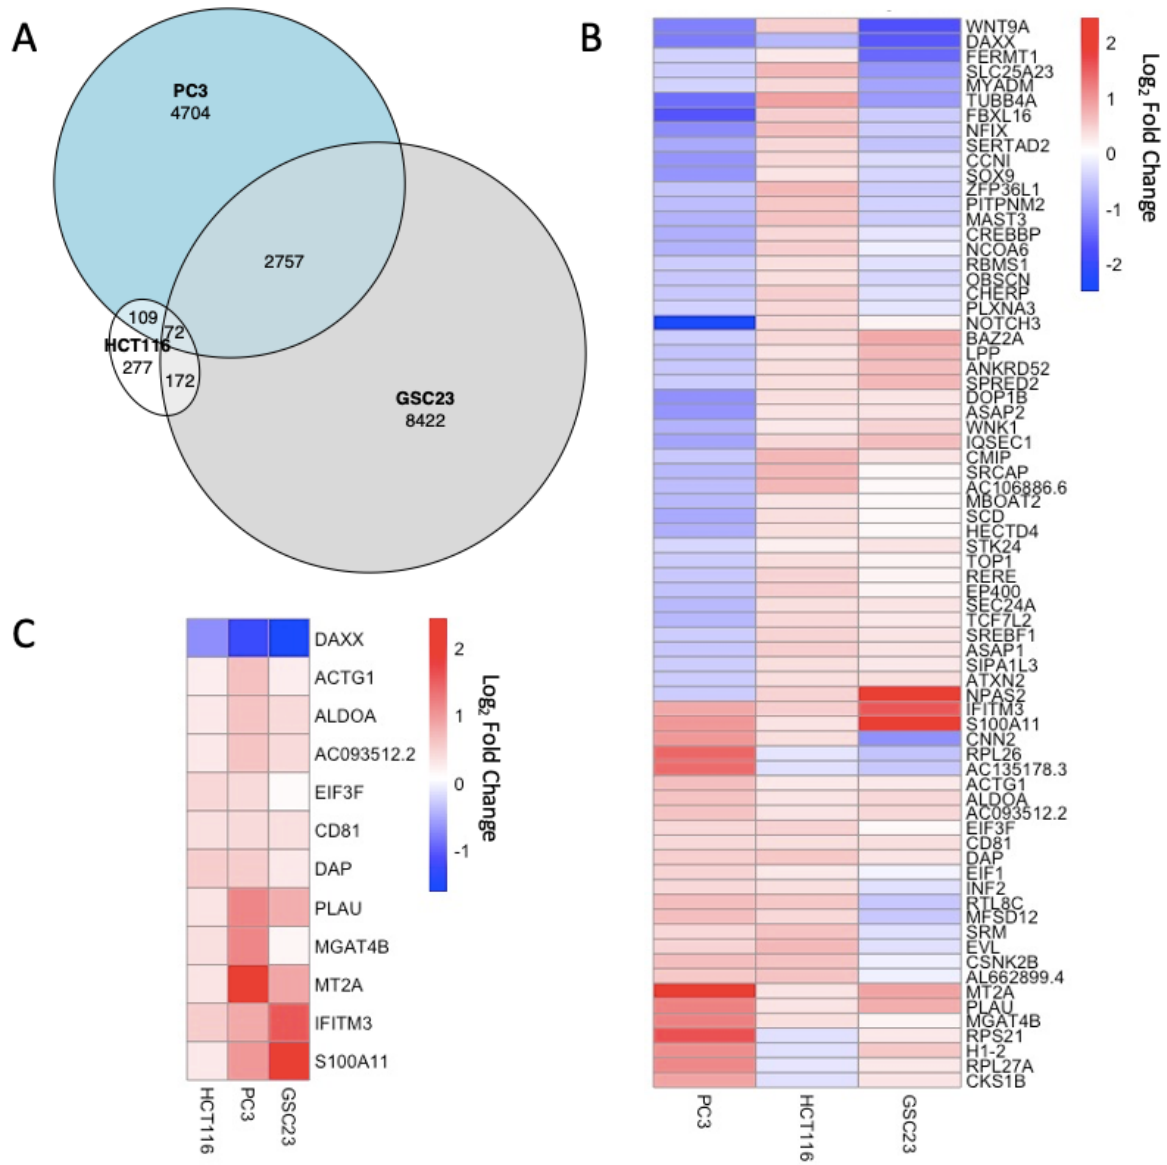 A
PC3
4704
2757
109
72
HCT116
277
172
GSC23
8422
B
WNT9A
DAXX
FERMT1
SLC25A23
MYADM
TUBB4A
FBXL16
NFIX
SERTAD2
CCNI
SOX9
ZFP36L1
PITPNM2
MAST3
CREBBP
NCOA6
RBMS1
OBSCN
CHERP
PLXNA3
NOTCH3
BAZ2A
LPP
ANKRD52
SPRED2
DOP1B
ASAP2
WNK1
IQSEC1
CMIP
SRCAP
AC106886.6
MBOAT2
SCD
HECTD4
STK24
TOP1
RERE
EP400
SEC24A
TCF7L2
SREBF1
ASAP1
SIPA1L3
ATXN2
NPAS2
IFITM3
S100A11
CNN2
RPL26
AC135178.3
ACTG1
ALDOA
AC093512.2
EIF3F
CD81
DAP
EIF1
INF2
RTL8C
MFSD12
SRM
EVL
CSNK2B
AL662899.4
MT2A
PLAU
MGAT4B
RPS21
H1-2
RPL27A
CKS1B
PC3
HCT116
GSC23
2
1
0
-1
-2
Log2 Fold Change
C
DAXX
ACTG1
ALDOA
AC093512.2
EIF3F
CD81
DAP
PLAU
MGAT4B
MT2A
IFITM3
S100A11
HCT116
PC3
GSC23
2
1
0
-1
Log2 Fold Change